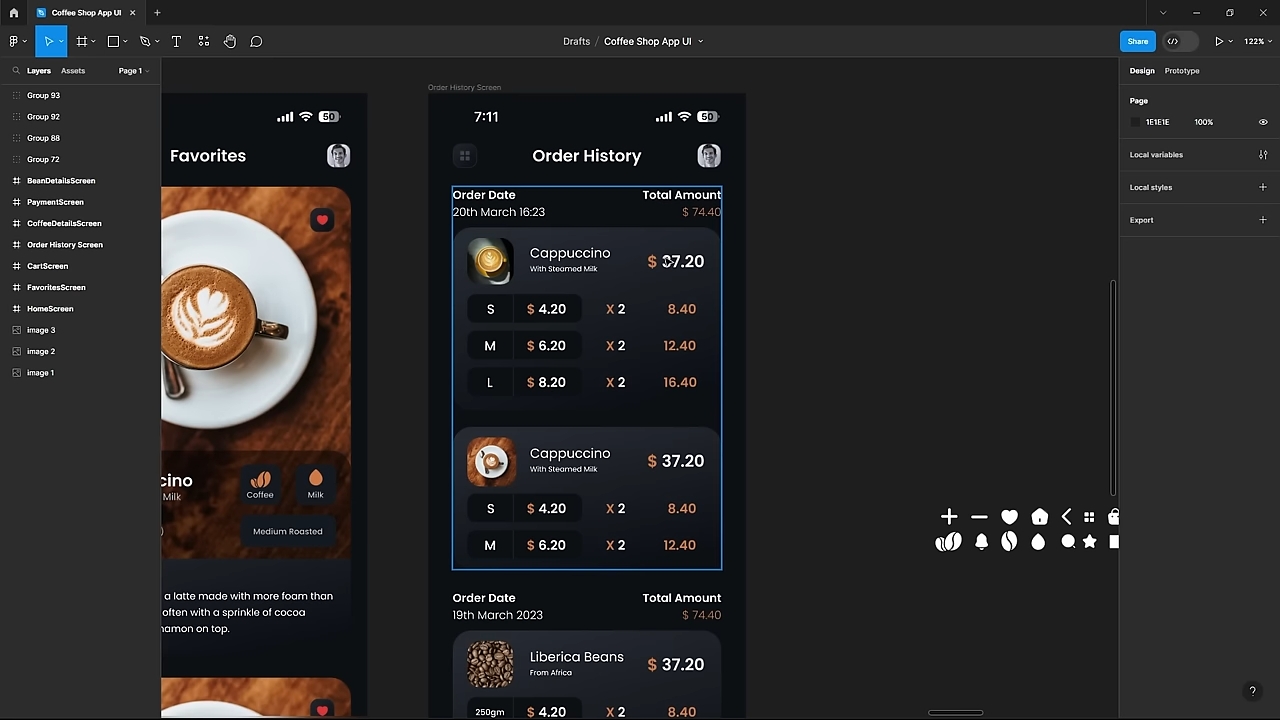 Coffee Shop App UI
Drafts / Coffee Shop App UI
Share
122%
Layers
Assets
Page 1
Group 93
Group 92
Group 88
Group 72
BeanDetailsScreen
PaymentScreen
CoffeeDetailsScreen
Order History Screen
CartScreen
FavoritesScreen
HomeScreen
image 3
image 2
image 1
50
Favorites
cino
Milk
)
Coffee
Milk
Medium Roasted
a latte made with more foam than
often with a sprinkle of cocoa
namon on top.
Order History Screen
7:11
50
Order History
Order Date
Total Amount
20th March 16:23
$ 74.40
Cappuccino
With Steamed Milk
$ 37.20
S
$ 4.20
X 2
8.40
M
$ 6.20
X 2
12.40
L
$ 8.20
X 2
16.40
Cappuccino
With Steamed Milk
$ 37.20
S
$ 4.20
X 2
8.40
M
$ 6.20
X 2
12.40
Order Date
Total Amount
19th March 2023
$ 74.40
Liberica Beans
From Africa
$ 37.20
250gm
$ 4.20
X 2
8.40
Design
Prototype
Page
1E1E1E
100%
Local variables
Local styles
Export
?